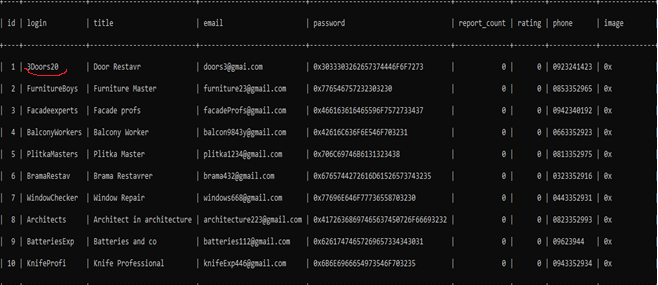 | id | login | title | email | password | report_count | rating | phone | image
| 1 | 3Doors20 | Door Restavr | doors3@gmai.com | 0x3033303262657374446F6F7273 | 0 | 0 | 0923241423 | 0x
| 2 | FurnitureBoys | Furniture Master | furniture23@gmail.com | 0x776546757232303230 | 0 | 0 | 0853352965 | 0x
| 3 | Facadeexperts | Facade profs | facadeProfs@gmail.com | 0x466163616465596F7572733437 | 0 | 0 | 0942340192 | 0x
| 4 | BalconyWorkers | Balcony Worker | balcon9843y@gmail.com | 0x42616C636F6E546F703231 | 0 | 0 | 0663352923 | 0x
| 5 | PlitkaMasters | Plitka Master | plitka1234@gmail.com | 0x706C69746B6131323438 | 0 | 0 | 0813352975 | 0x
| 6 | BramaRestav | Brama Restavrer | brama432@gmail.com | 0x6765744272616D61526573743235 | 0 | 0 | 0323352916 | 0x
| 7 | WindowChecker | Window Repair | windows668@gmail.com | 0x77696E646F77736558703230 | 0 | 0 | 0443352931 | 0x
| 8 | Architects | Architect in architecture | architecture223@gmail.com | 0x41726368697465637450726F66693232 | 0 | 0 | 0823352993 | 0x
| 9 | BatteriesExp | Batteries and co | batteries112@gmail.com | 0x62617474657269657334343031 | 0 | 0 | 09623944 | 0x
| 10 | KnifeProfi | Knife Professional | knifeExp446@gmail.com | 0x6B6E6966654973546F703235 | 0 | 0 | 0943352934 | 0x